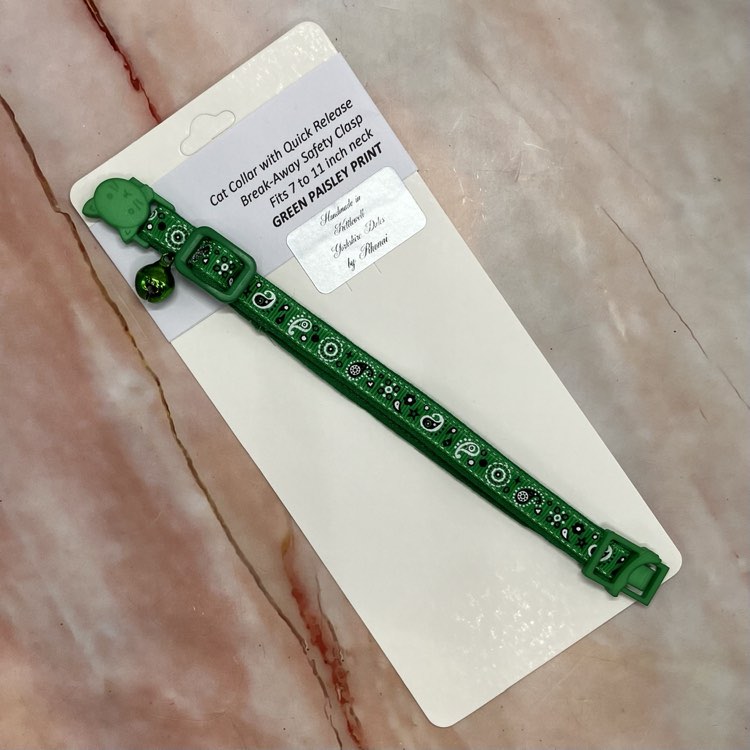 Cat Collar with Quick Release
Break-Away Safety Clasp
Fits 7 to 11 inch neck
GREEN PAISLEY PRINT
Handmade in
Kettlewell
Yorkshire Dales
by